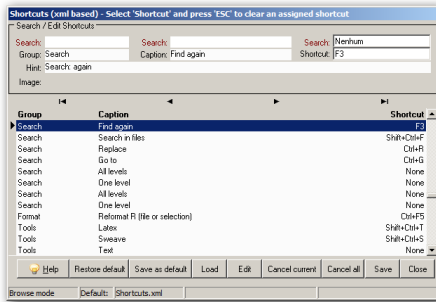 Shortcuts (xml based) - Select 'Shortcut' and press 'ESC' to clear an assigned shortcut
Search / Edit Shortcuts
Search: Search: Search: Nenhum
Group: Search Caption: Find again Shortcut: F3
Hint: Search: again
Image:
Group Caption Shortcut
Search Find again F3
Search Search in files Shift+Ctrl+F
Search Replace Ctrl+R
Search Go to Ctrl+G
Search All levels None
Search One level None
Search All levels None
Search One level None
Format Reformat R (file or selection) Ctrl+F5
Tools Latex Shift+Ctrl+T
Tools Sweave Shift+Ctrl+S
Tools Text None
Help Restore default Save as default Load Edit Cancel current Cancel all Save Close
Browse mode Default: Shortcuts.xml